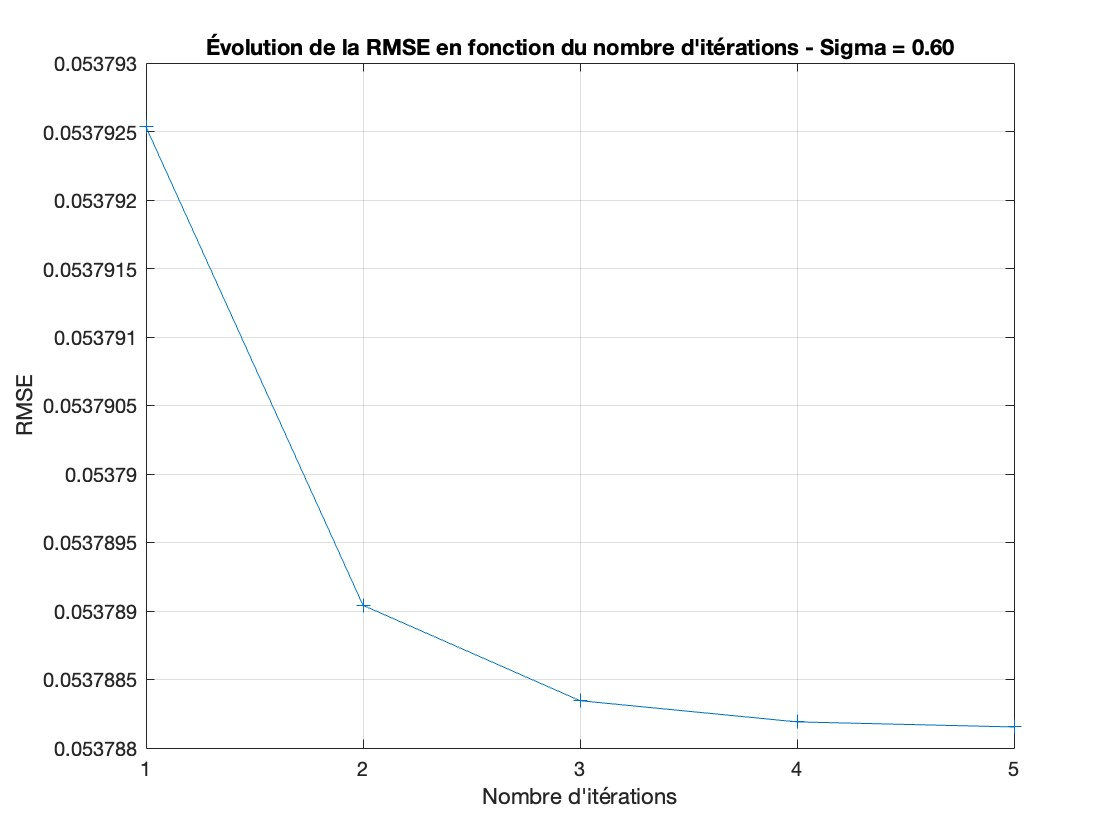 Évolution de la RMSE en fonction du nombre d'itérations - Sigma = 0.60
0.053793
0.0537925
0.053792
0.0537915
0.053791
0.0537905
0.05379
0.0537895
0.053789
0.0537885
0.053788
RMSE
1 2 3 4 5
Nombre d'itérations